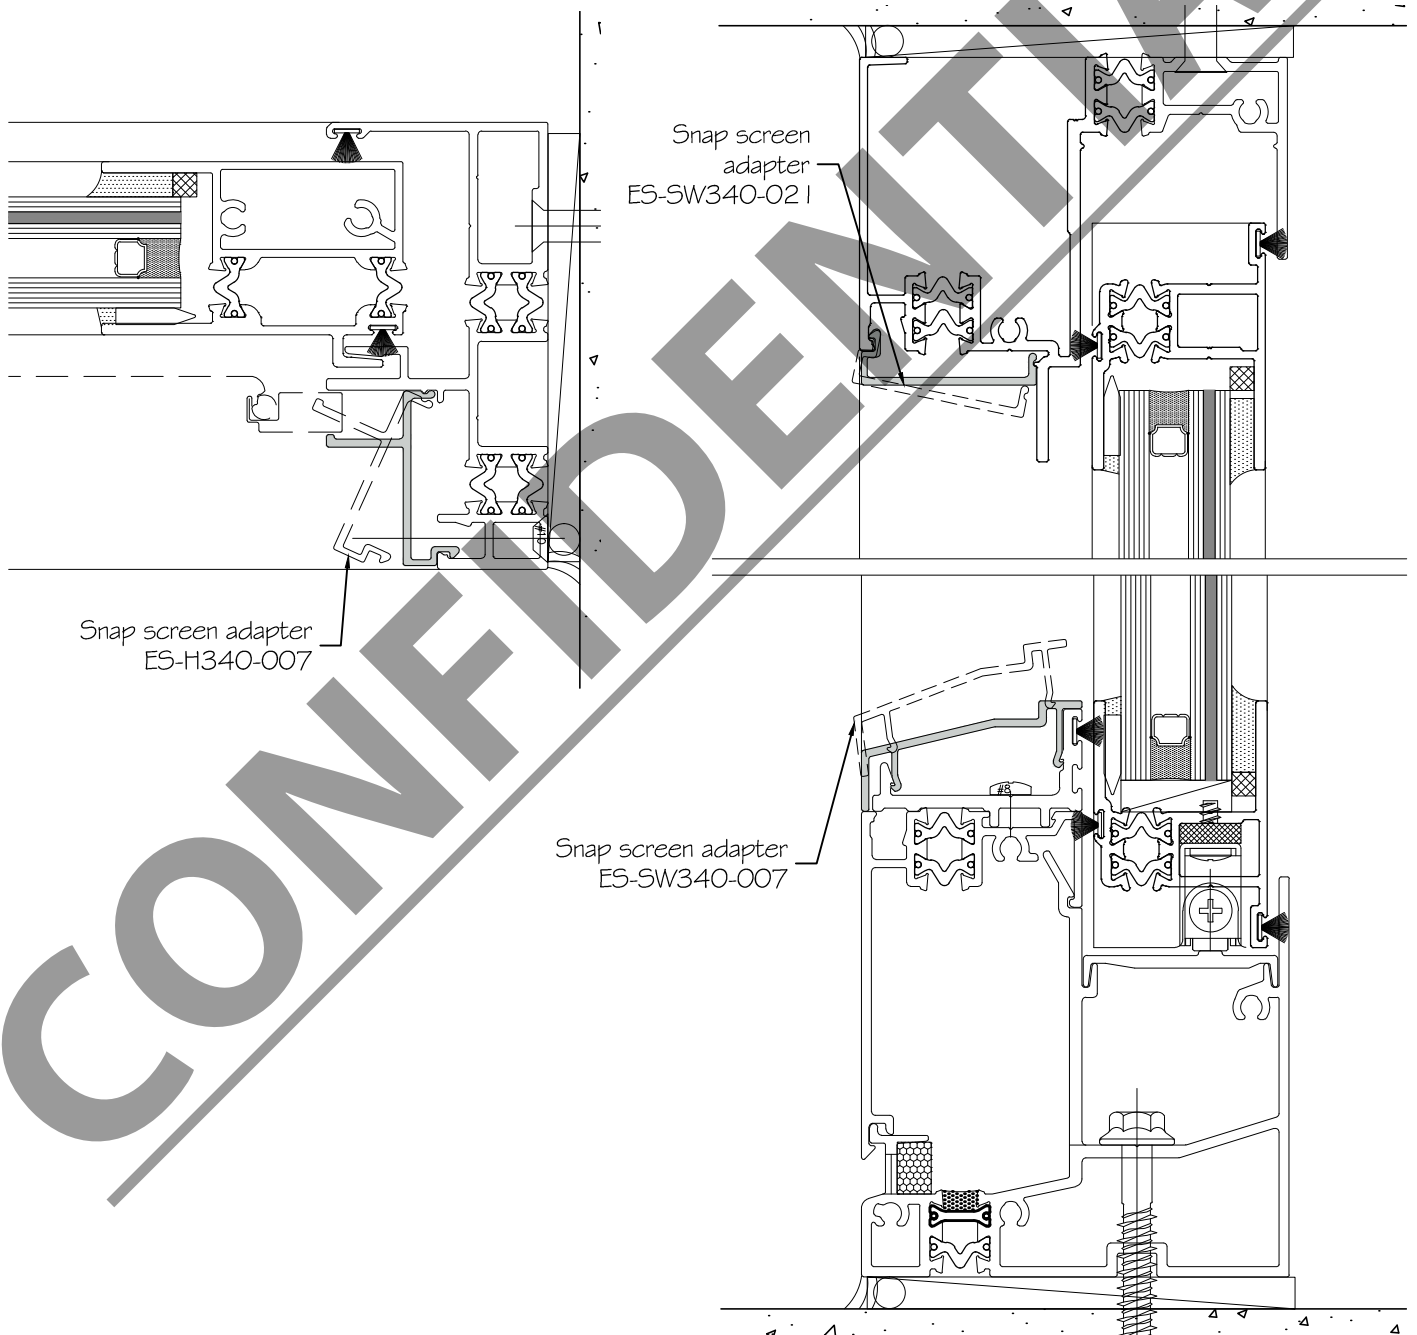 Snap screen
adapter
ES-SW340-021
Snap screen adapter
ES-H340-007
#10
Snap screen adapter
ES-SW340-007
#8
CONFIDENTIAL